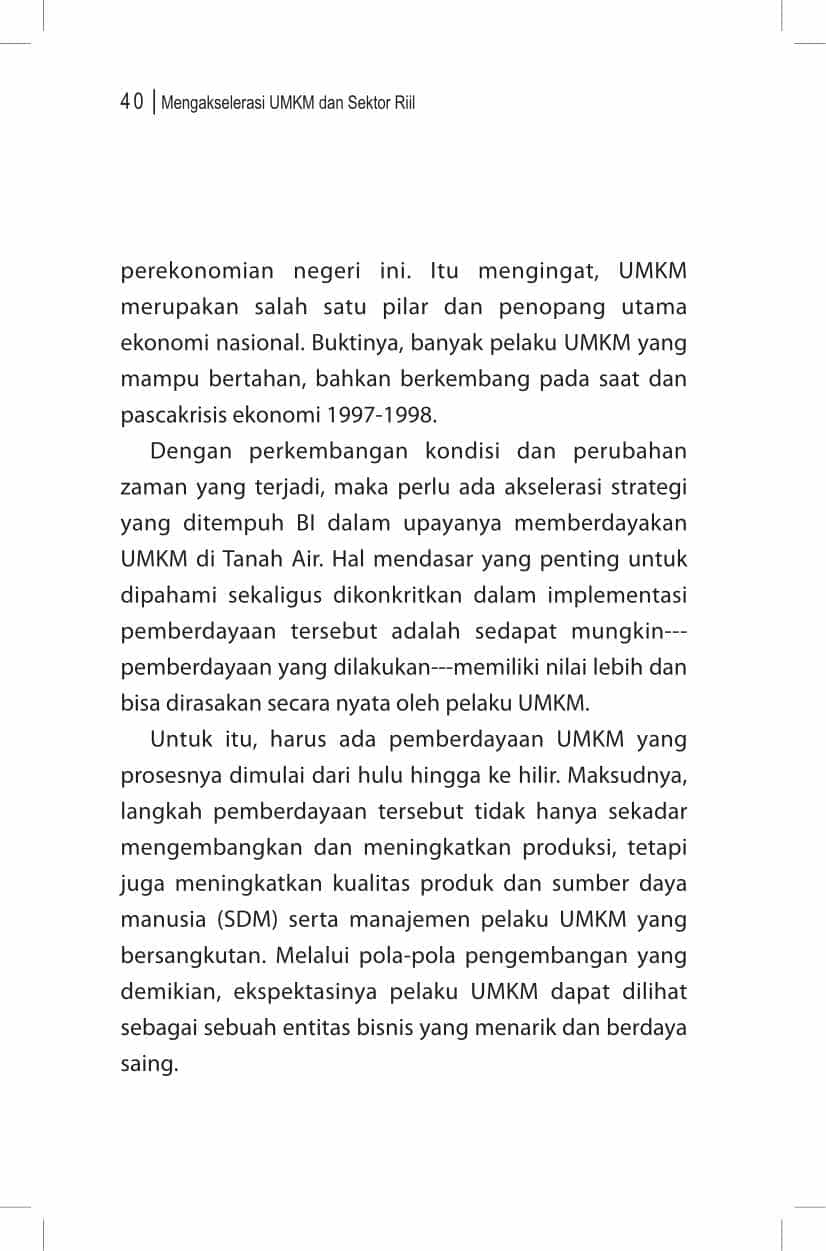 40 | Mengakselerasi UMKM dan Sektor Riil
perekonomian negeri ini. Itu mengingat, UMKM
merupakan salah satu pilar dan penopang utama
ekonomi nasional. Buktinya, banyak pelaku UMKM yang
mampu bertahan, bahkan berkembang pada saat dan
pascakrisis ekonomi 1997-1998.
Dengan perkembangan kondisi dan perubahan
zaman yang terjadi, maka perlu ada akselerasi strategi
yang ditempuh BI dalam upayanya memberdayakan
UMKM di Tanah Air. Hal mendasar yang penting untuk
dipahami sekaligus dikonkritkan dalam implementasi
pemberdayaan tersebut adalah sedapat mungkin---
pemberdayaan yang dilakukan---memiliki nilai lebih dan
bisa dirasakan secara nyata oleh pelaku UMKM.
Untuk itu, harus ada pemberdayaan UMKM yang
prosesnya dimulai dari hulu hingga ke hilir. Maksudnya,
langkah pemberdayaan tersebut tidak hanya sekadar
mengembangkan dan meningkatkan produksi, tetapi
juga meningkatkan kualitas produk dan sumber daya
manusia (SDM) serta manajemen pelaku UMKM yang
bersangkutan. Melalui pola-pola pengembangan yang
demikian, ekspektasinya pelaku UMKM dapat dilihat
sebagai sebuah entitas bisnis yang menarik dan berdaya
saing.